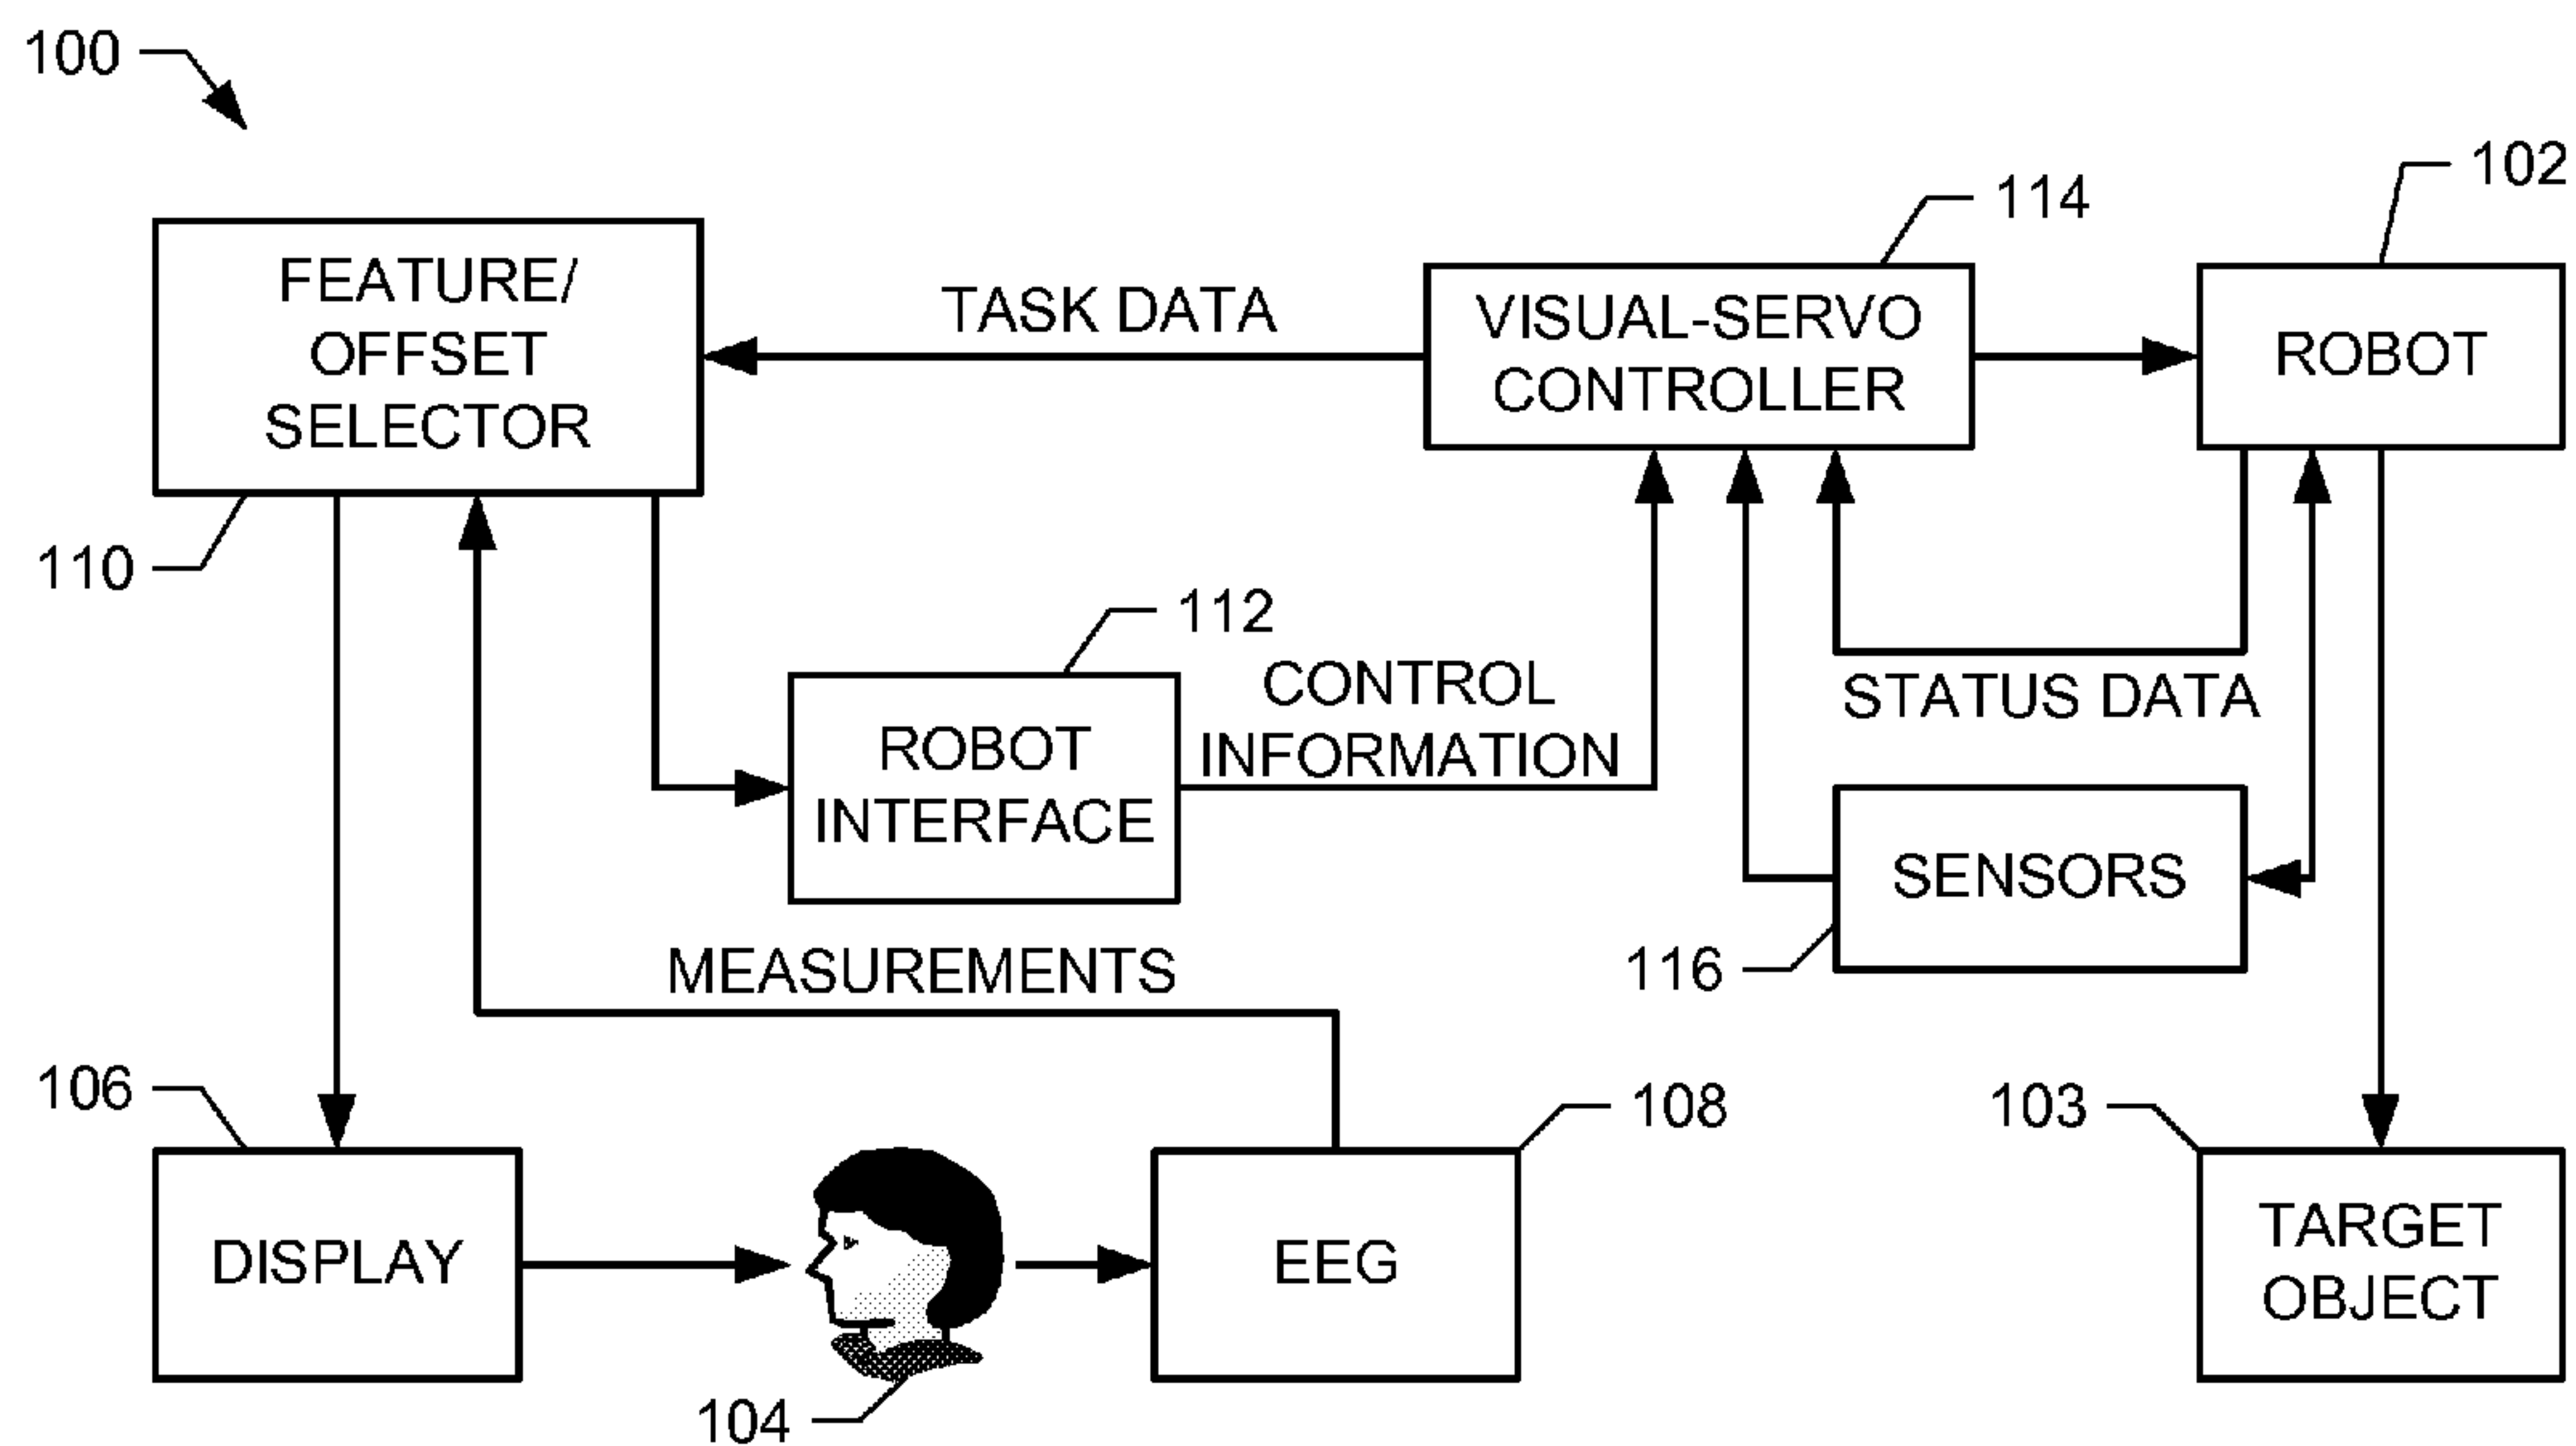 100
102
114
FEATURE/
OFFSET
SELECTOR
TASK DATA
VISUAL-SERVO
CONTROLLER
ROBOT
110
112
CONTROL
INFORMATION
STATUS DATA
ROBOT
INTERFACE
SENSORS
116
MEASUREMENTS
106
108
103
DISPLAY
EEG
TARGET
OBJECT
104